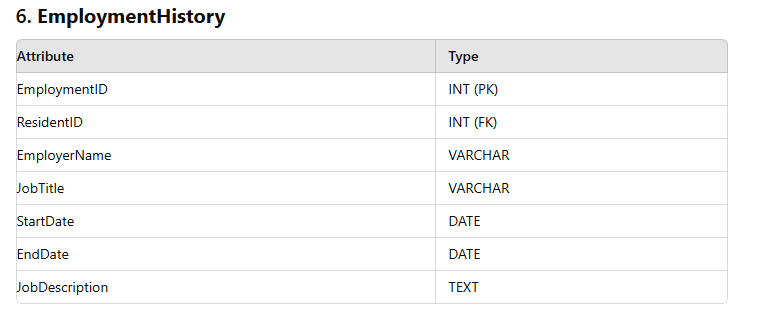 6. EmploymentHistory
Attribute Type
EmploymentID INT (PK)
ResidentID INT (FK)
EmployerName VARCHAR
JobTitle VARCHAR
StartDate DATE
EndDate DATE
JobDescription TEXT